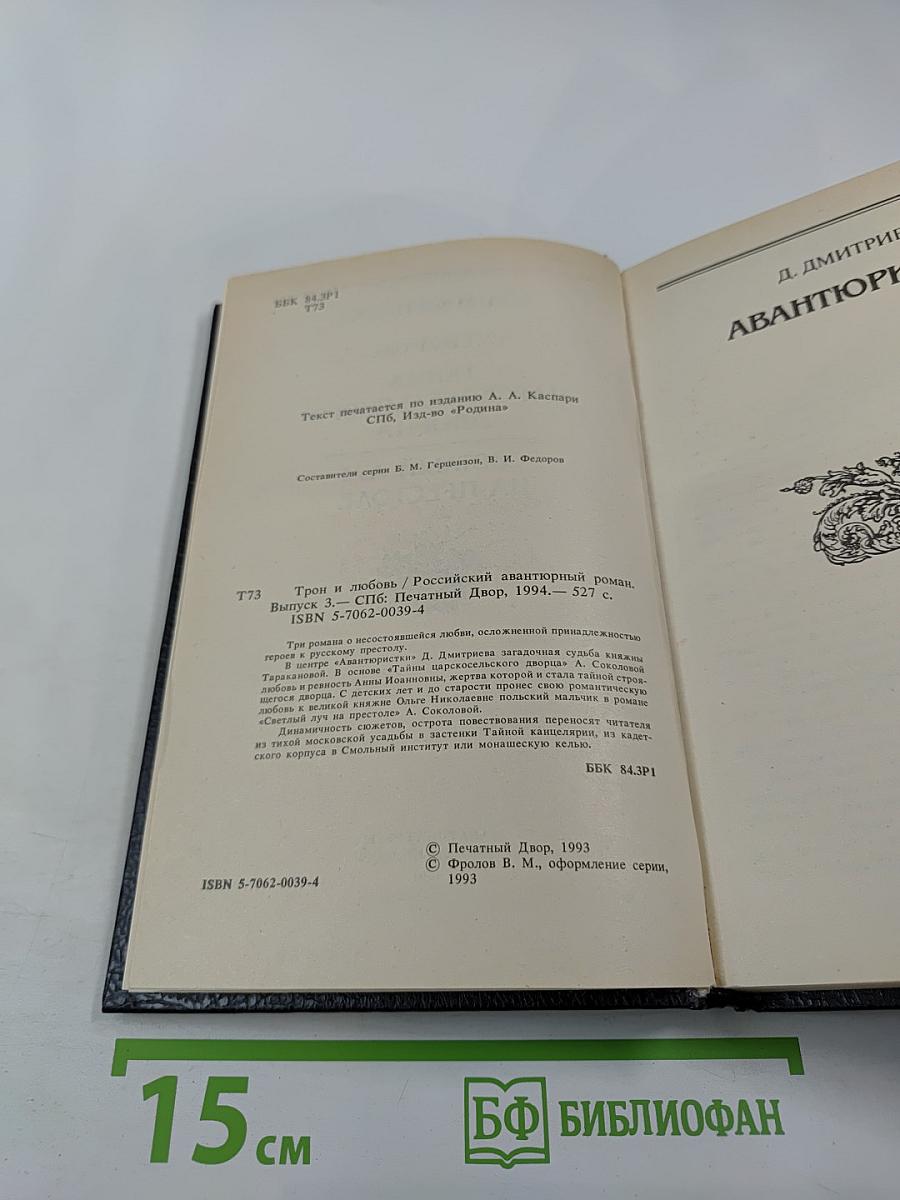 ББК 84.3Р1
Т73
Текст печатается по изданию А. А. Каспари
СПб, Изд-во «Родина»
Составители серии Б. М. Герцензон, В. И. Федоров
Т73 Трон и любовь / Российский авантюрный роман.
Выпуск 3.— СПб: Печатный Двор, 1994.— 527 с.
ISBN 5-7062-0039-4
Три романа о несостоявшейся любви, осложненной принадлежностью
героев к русскому престолу.
В центре «Авантюристки» Д. Дмитриева загадочная судьба княжны
Таракановой. В основе «Тайны царскосельского дворца» А. Соколовой
любовь и ревность Анны Иоанновны, жертва которой и стала тайной строя-
щегося дворца. С детских лет и до старости пронес свою романтическую
любовь к великой княжне Ольге Николаевне польский мальчик в романе
«Светлый луч на престоле» А. Соколовой.
Динамичность сюжетов, острота повествования переносят читателя
из тихой московской усадьбы в застенки Тайной канцелярии, из кадет-
ского корпуса в Смольный институт или монашескую келью.
ББК 84.3Р1
© Печатный Двор, 1993
© Фролов В. М., оформление серии,
1993
ISBN 5-7062-0039-4
Д. ДМИТРИЕ
АВАНТЮРИ
15 см
БФ БИБЛИОФАН